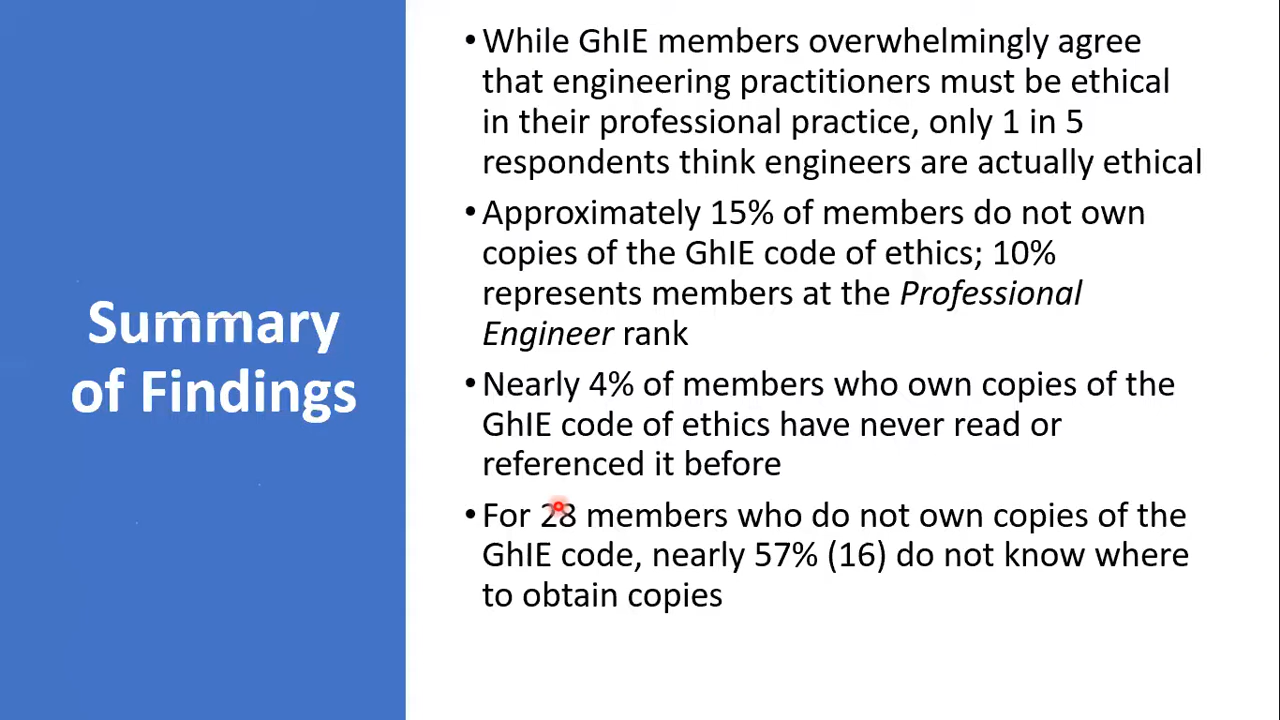 Summary
of Findings
• While GhIE members overwhelmingly agree
that engineering practitioners must be ethical
in their professional practice, only 1 in 5
respondents think engineers are actually ethical
• Approximately 15% of members do not own
copies of the GhIE code of ethics; 10%
represents members at the Professional
Engineer rank
• Nearly 4% of members who own copies of the
GhIE code of ethics have never read or
referenced it before
• For 28 members who do not own copies of the
GhIE code, nearly 57% (16) do not know where
to obtain copies